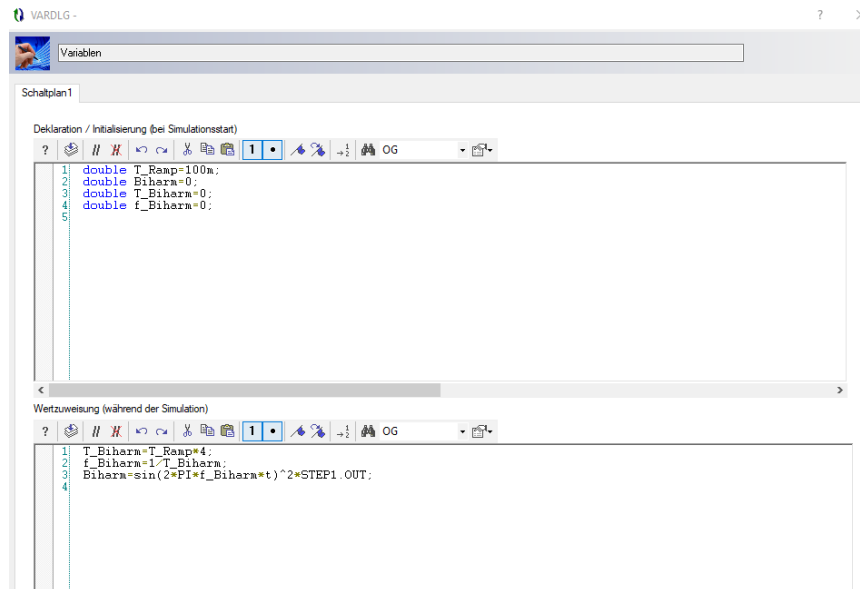 VARDLG - ?
Variablen
Schaltplan1
Deklaration / Initialisierung (bei Simulationsstart)
? 1 OG
1 double T_Ramp=100m;
2 double Biharm=0;
3 double T_Biharm=0;
4 double f_Biharm=0;
5
Wertzuweisung (während der Simulation)
? 1 OG
1 T_Biharm=T_Ramp*4;
2 f_Biharm=1/T_Biharm;
3 Biharm=sin(2*PI*f_Biharm*t)^2*STEP1.OUT;
4